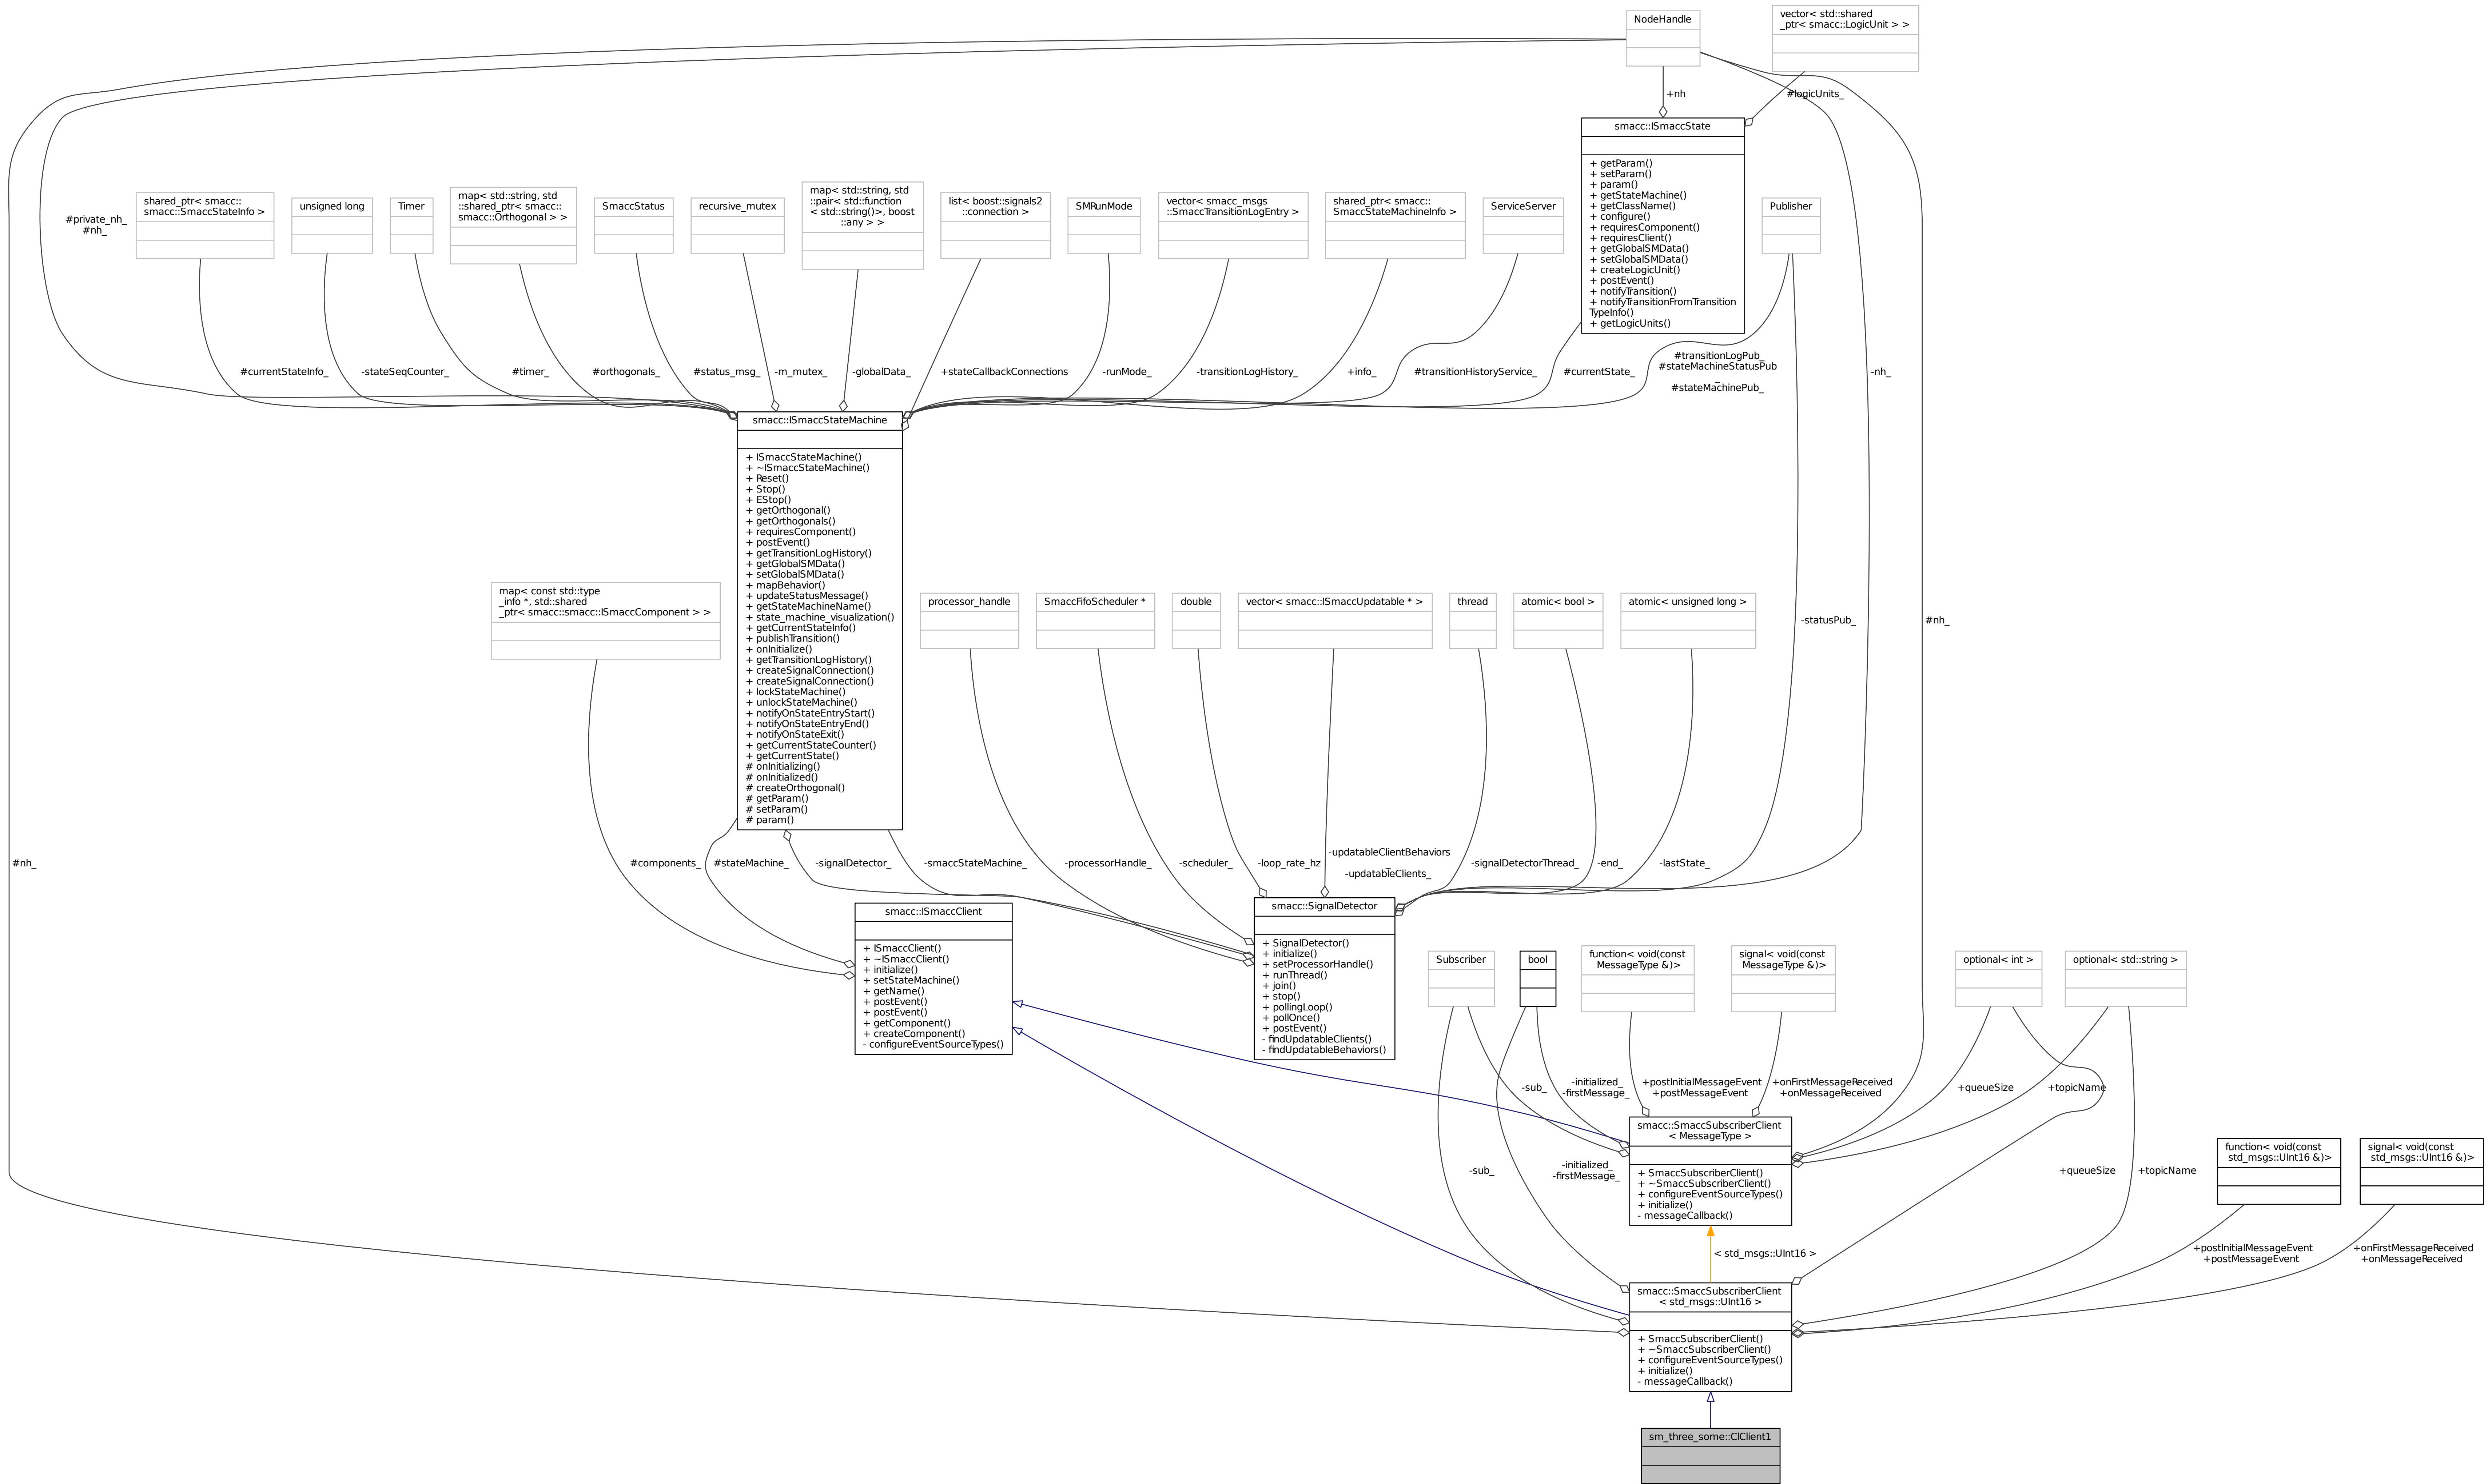 NodeHandle
vector< std::shared
_ptr< smacc::LogicUnit > >
+nh
#logicUnits_
smacc::ISmaccState
+ getParam()
+ setParam()
+ param()
+ getStateMachine()
+ getClassName()
+ configure()
+ requiresComponent()
+ requiresClient()
+ getGlobalSMData()
+ setGlobalSMData()
+ createLogicUnit()
+ postEvent()
+ notifyTransition()
+ notifyTransitionFromTransition
TypeInfo()
+ getLogicUnits()
#private_nh_
#nh_
shared_ptr< smacc::
smacc::SmaccStateInfo >
unsigned long
Timer
map< std::string, std
::shared_ptr< smacc::
smacc::Orthogonal > >
SmaccStatus
recursive_mutex
map< std::string, std
::pair< std::function
< std::string()>, boost
::any > >
list< boost::signals2
::connection >
SMRunMode
vector< smacc_msgs
::SmaccTransitionLogEntry >
shared_ptr< smacc::
SmaccStateMachineInfo >
ServiceServer
Publisher
#currentStateInfo_
-stateSeqCounter_
#timer_
#orthogonals_
#status_msg_
-m_mutex_
-globalData_
+stateCallbackConnections
-runMode_
-transitionLogHistory_
+info_
#transitionHistoryService_
#currentState_
#transitionLogPub_
#stateMachineStatusPub
_
#stateMachinePub_
-nh_
smacc::ISmaccStateMachine
+ ISmaccStateMachine()
+ ~ISmaccStateMachine()
+ Reset()
+ Stop()
+ EStop()
+ getOrthogonal()
+ getOrthogonals()
+ requiresComponent()
+ postEvent()
+ getTransitionLogHistory()
+ getGlobalSMData()
+ setGlobalSMData()
+ mapBehavior()
+ updateStatusMessage()
+ getStateMachineName()
+ state_machine_visualization()
+ getCurrentStateInfo()
+ publishTransition()
+ onInitialize()
+ getTransitionLogHistory()
+ createSignalConnection()
+ createSignalConnection()
+ lockStateMachine()
+ unlockStateMachine()
+ notifyOnStateEntryStart()
+ notifyOnStateEntryEnd()
+ notifyOnStateExit()
+ getCurrentStateCounter()
+ getCurrentState()
# onInitializing()
# onInitialized()
# createOrthogonal()
# getParam()
# setParam()
# param()
map< const std::type
_info *, std::shared
_ptr< smacc::smacc::ISmaccComponent > >
processor_handle
SmaccFifoScheduler *
double
vector< smacc::ISmaccUpdatable * >
thread
atomic< bool >
atomic< unsigned long >
-statusPub_
#nh_
#nh_
#components_
#stateMachine_
-signalDetector_
-smaccStateMachine_
-processorHandle_
-scheduler_
-loop_rate_hz
-updatableClientBehaviors
_
-updatableClients_
-signalDetectorThread_
-end_
-lastState_
smacc::ISmaccClient
+ ISmaccClient()
+ ~ISmaccClient()
+ initialize()
+ setStateMachine()
+ getName()
+ postEvent()
+ postEvent()
+ getComponent()
+ createComponent()
- configureEventSourceTypes()
smacc::SignalDetector
+ SignalDetector()
+ initialize()
+ setProcessorHandle()
+ runThread()
+ join()
+ stop()
+ pollingLoop()
+ pollOnce()
+ postEvent()
- findUpdatableClients()
- findUpdatableBehaviors()
Subscriber
bool
function< void(const
MessageType &)>
signal< void(const
MessageType &)>
optional< int >
optional< std::string >
-sub_
-initialized_
-firstMessage_
+postInitialMessageEvent
+postMessageEvent
+onFirstMessageReceived
+onMessageReceived
+queueSize
+topicName
smacc::SmaccSubscriberClient
< MessageType >
+ SmaccSubscriberClient()
+ ~SmaccSubscriberClient()
+ configureEventSourceTypes()
+ initialize()
- messageCallback()
-sub_
-initialized_
-firstMessage_
+queueSize
+topicName
function< void(const
std_msgs::UInt16 &)>
signal< void(const
std_msgs::UInt16 &)>
< std_msgs::UInt16 >
+postInitialMessageEvent
+postMessageEvent
+onFirstMessageReceived
+onMessageReceived
smacc::SmaccSubscriberClient
< std_msgs::UInt16 >
+ SmaccSubscriberClient()
+ ~SmaccSubscriberClient()
+ configureEventSourceTypes()
+ initialize()
- messageCallback()
sm_three_some::ClClient1